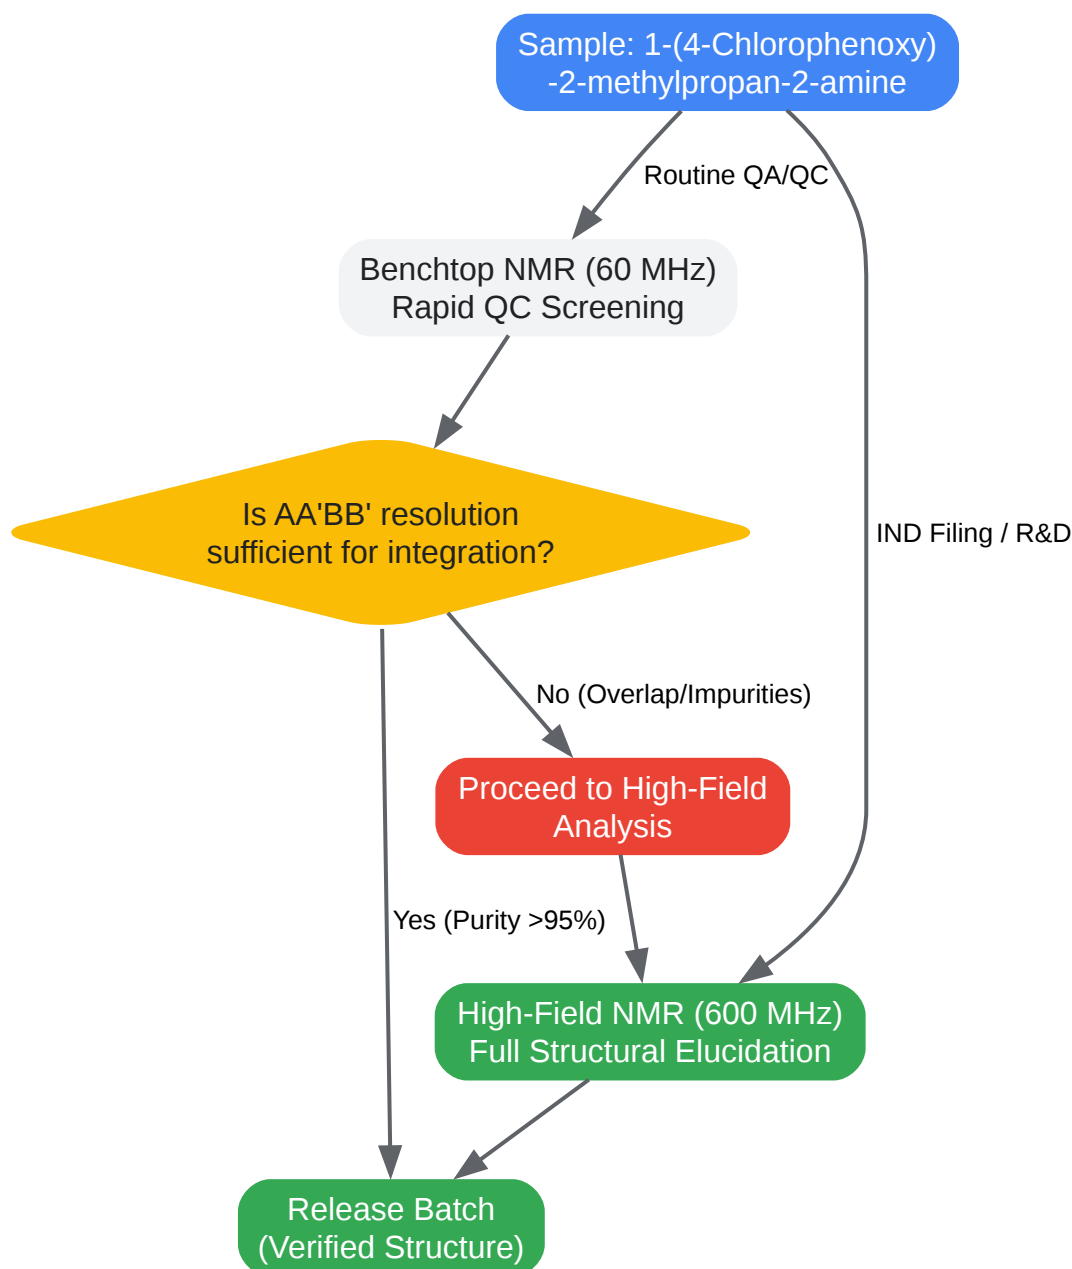 Sample: 1-(4-Chlorophenoxy)
-2-methylpropan-2-amine
Routine QA/QC
Benchtop NMR (60 MHz)
Rapid QC Screening
Is AA'BB' resolution
sufficient for integration?
IND Filing / R&D
No (Overlap/Impurities)
Proceed to High-Field
Analysis
Yes (Purity >95%)
High-Field NMR (600 MHz)
Full Structural Elucidation
Release Batch
(Verified Structure)